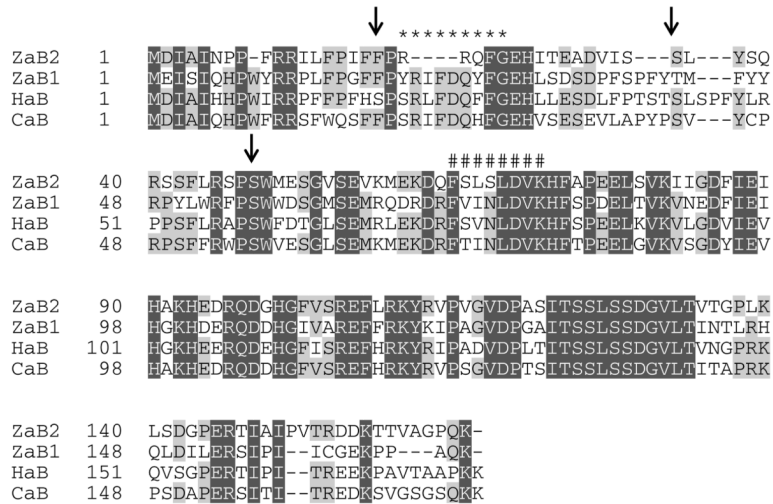 *********
ZaB2 1 MDIAINPP-FRRILFPIFFPR----RQFGEHITEADVIS---SL---YSQ
ZaB1 1 MEISIQHPWYRRPLFPGFFPYRIFDQYFGEHLSDSDPFSPFYTM---FYY
HaB 1 MDIAIHHPWIRRPFFPFHSPSRLFDQFFGEHLLESDLFPTSTSLSPFYLR
CaB 1 MDIAIQHPWFRRSFWQSFFPSRIFDQHFGEHVSESEVLAPYPSV---YCP
########
ZaB2 40 RSSFLRSPSWMESGVSEVKMEKDQFSLSLDVKHFAPEELSVKIIGDFIEI
ZaB1 48 RPYLWRFPSWWDSGMSEMRQDRDRFVINLDVKHFSPDELTVKVNEDFIEI
HaB 51 PPSFLRAPSWFDTGLSEMRLEKDRFSVNLDVKHFSPEELKVKVLGDVIEV
CaB 48 RPSFFRWPSWVESGLSEMKMEKDRFTINLDVKHFTPEELGVKVSGDYIEV
ZaB2 90 HAKHEDRQDGHGFVSREFLRKYRVPVGVDPASITSSLSSDGVLTVTGPLK
ZaB1 98 HGKHDERQDDHGIVAREFFRKYKIPAGVDPGAITSSLSSDGVLTINTLRH
HaB 101 HGKHEERQDEHGFISREFHRKYRIPADVDPLTITSSLSSDGVLTVNGPRK
CaB 98 HAKHEDRQDDHGFVSREFHRKYRVPSGVDPTSITSSLSSDGVLTITAPRK
ZaB2 140 LSDGPERTIAIPVTRDDKTTVAGPQK-
ZaB1 148 QLDILERSIPI--ICGEKPP---AQK-
HaB 151 QVSGPERTIPI--TREEKPAVTAAPKK
CaB 148 PSDAPERSITI--TREDKSVGSGSQKK